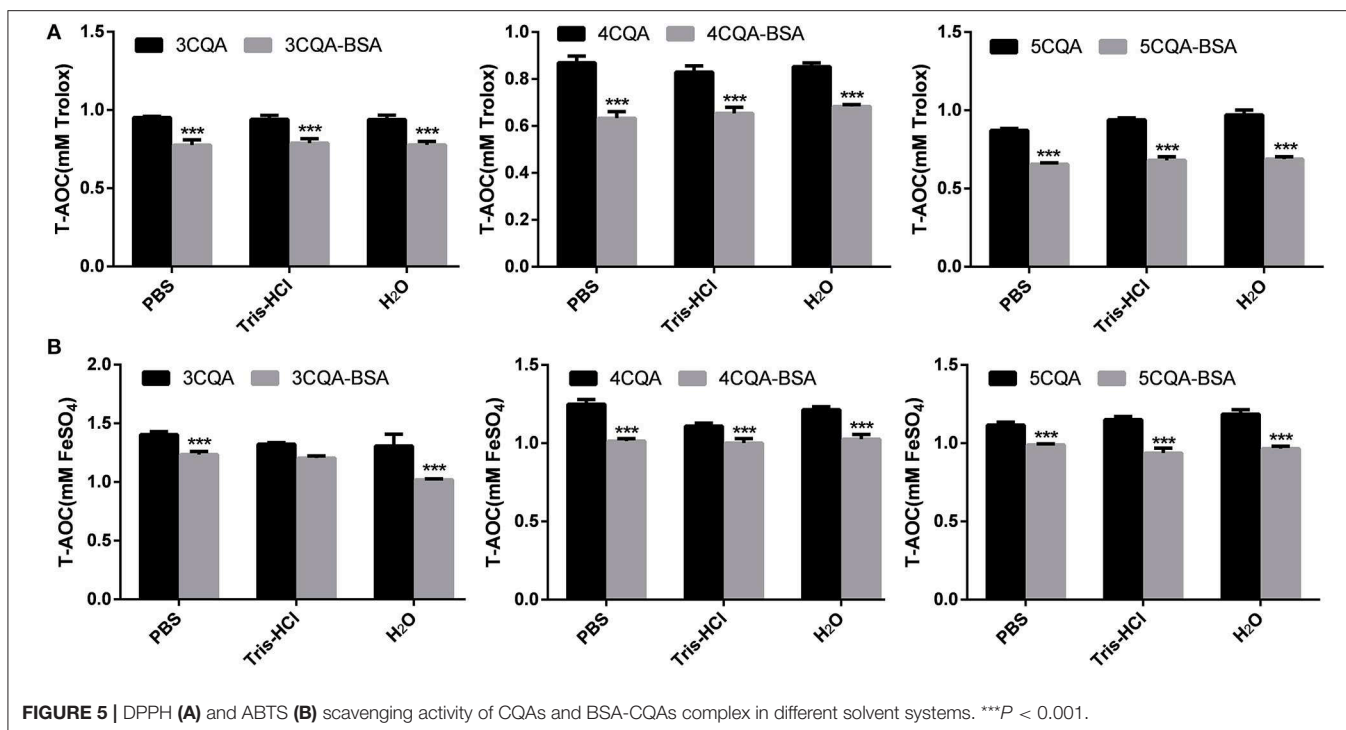 A
3CQA 3CQA-BSA
T-AOC(mM Trolox)
1.5
1.0
0.5
0.0
*** *** ***
PBS Tris-HCl H₂O
4CQA 4CQA-BSA
T-AOC(mM Trolox)
1.0
0.8
0.6
0.4
0.2
0.0
*** *** ***
PBS Tris-HCl H₂O
5CQA 5CQA-BSA
T-AOC(mM Trolox)
1.5
1.0
0.5
0.0
*** *** ***
PBS Tris-HCl H₂O
B
3CQA 3CQA-BSA
T-AOC(mM FeSO₄)
2.0
1.5
1.0
0.5
0.0
*** ***
PBS Tris-HCl H₂O
4CQA 4CQA-BSA
T-AOC(mM FeSO₄)
1.5
1.0
0.5
0.0
*** *** ***
PBS Tris-HCl H₂O
5CQA 5CQA-BSA
T-AOC(mM FeSO₄)
1.5
1.0
0.5
0.0
*** *** ***
PBS Tris-HCl H₂O
FIGURE 5 | DPPH (A) and ABTS (B) scavenging activity of CQAs and BSA-CQAs complex in different solvent systems. ***P < 0.001.